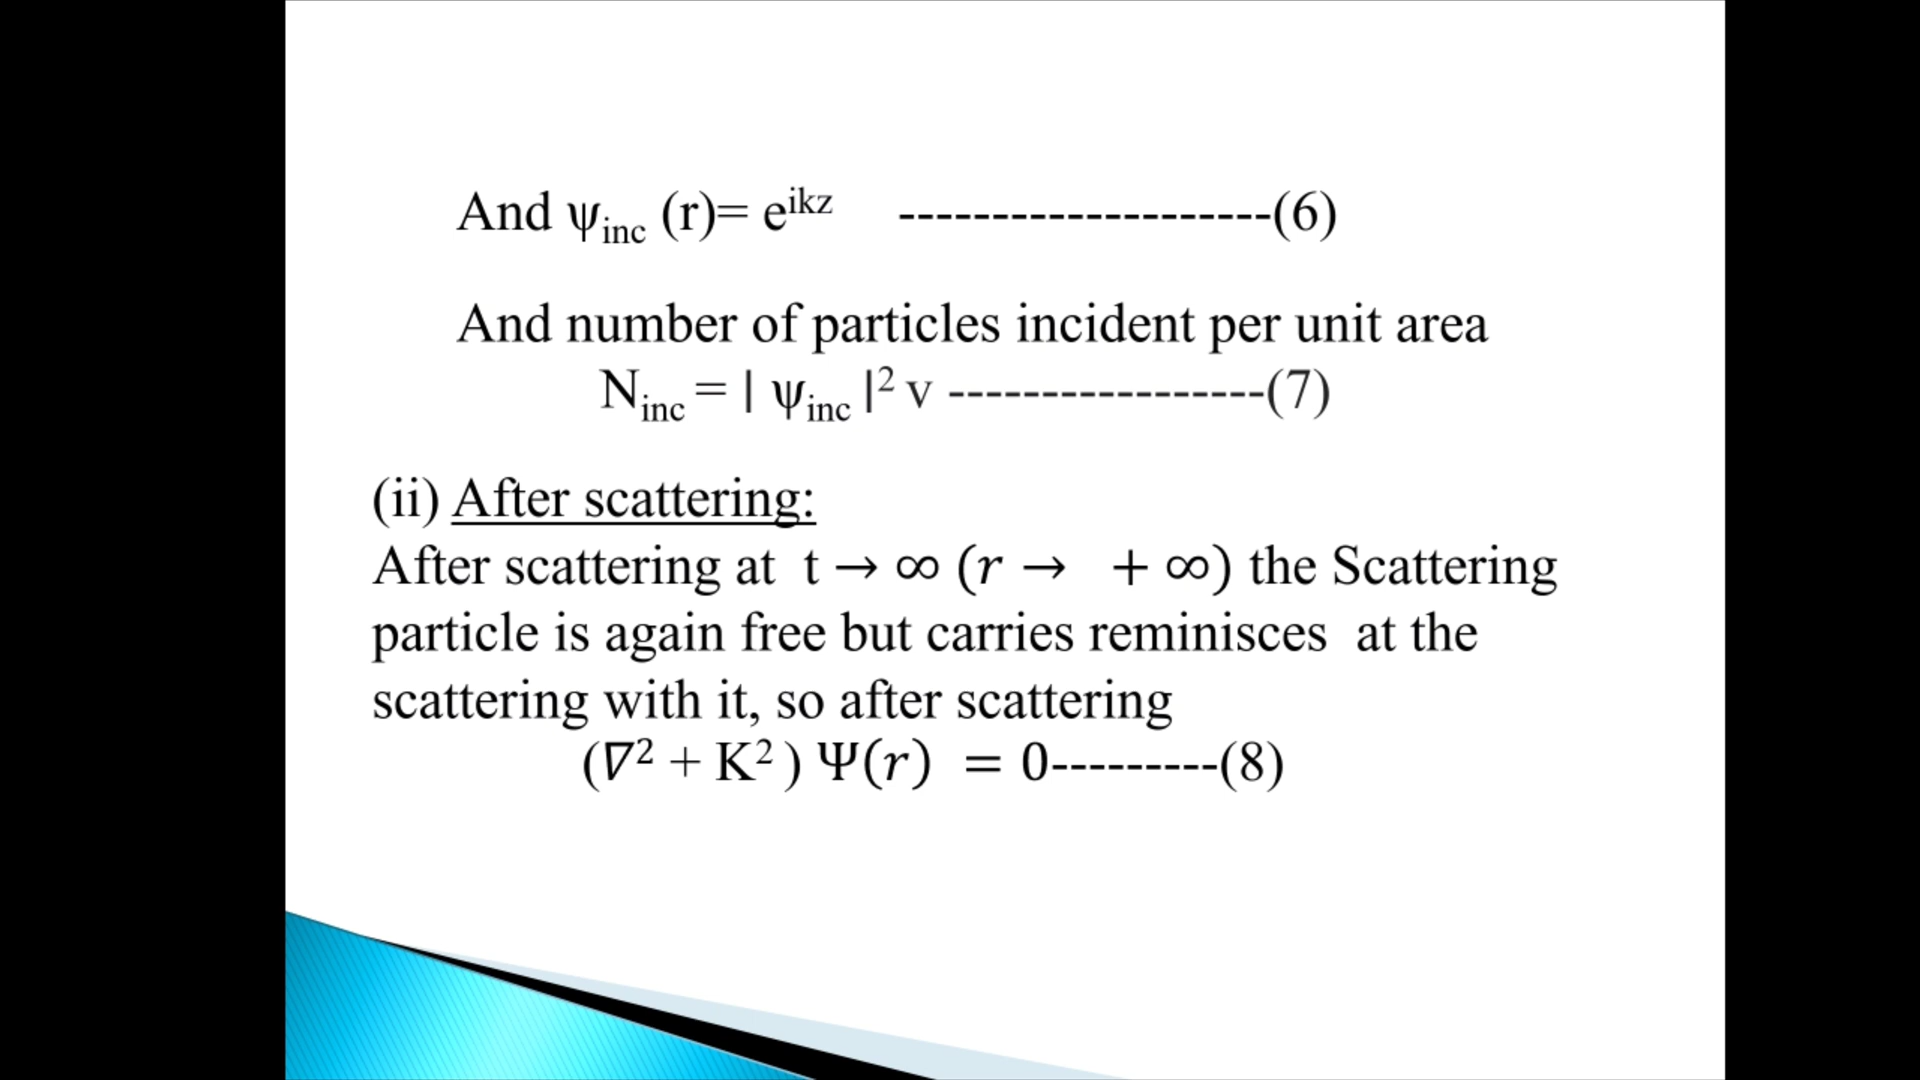 And ψinc (r)= e^ikz --------------------(6)
And number of particles incident per unit area
Ninc = | ψinc |² v -----------------(7)
(ii) After scattering:
After scattering at t → ∞ (r → + ∞) the Scattering
particle is again free but carries reminisces at the
scattering with it, so after scattering
(∇² + K² ) Ψ(r) = 0---------(8)